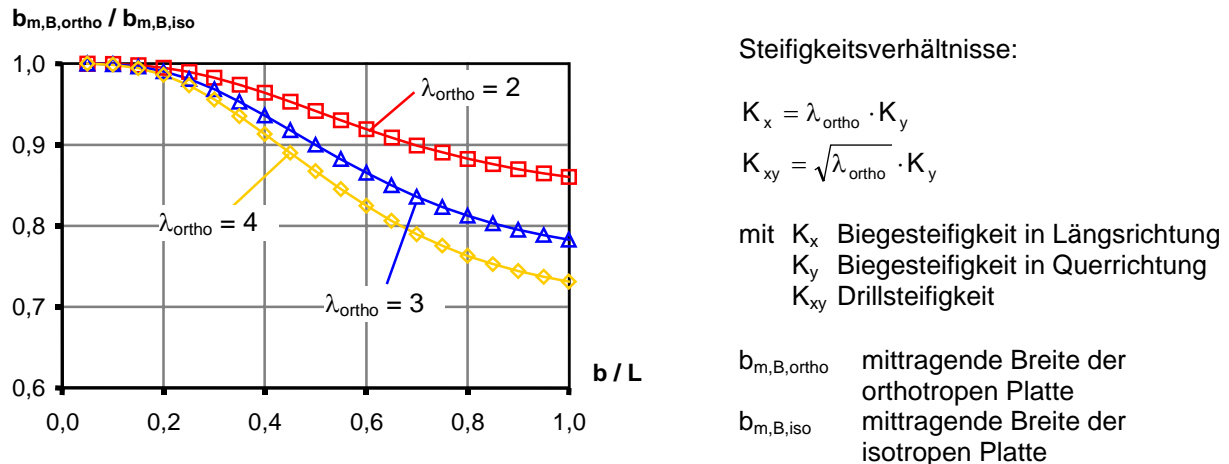 b_m,B,ortho / b_m,B,iso
1,0
0,9
0,8
0,7
0,6
0,0
0,2
0,4
0,6
0,8
1,0
b / L
λ_ortho = 2
λ_ortho = 4
λ_ortho = 3
Steifigkeitsverhältnisse:
K_x = λ_ortho · K_y
K_xy = √λ_ortho · K_y
mit K_x Biegesteifigkeit in Längsrichtung
K_y Biegesteifigkeit in Querrichtung
K_xy Drillsteifigkeit
b_m,B,ortho mittragende Breite der
orthotropen Platte
b_m,B,iso mittragende Breite der
isotropen Platte